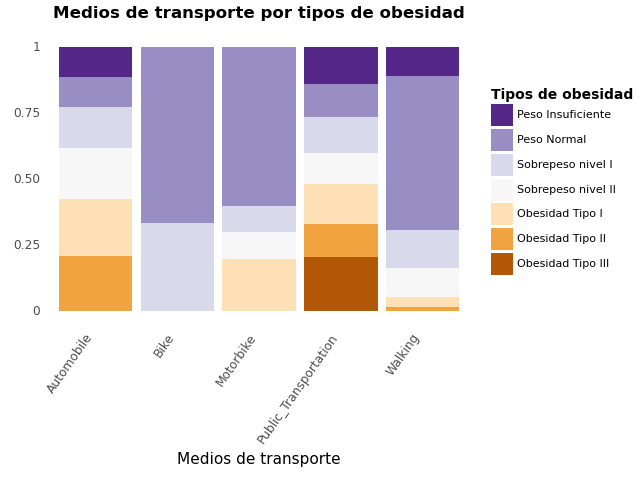 Medios de transporte por tipos de obesidad
1
0.75
0.50
0.25
0
Automobile
Bike
Motorbike
Public_Transportation
Walking
Medios de transporte
Tipos de obesidad
Peso Insuficiente
Peso Normal
Sobrepeso nivel I
Sobrepeso nivel II
Obesidad Tipo I
Obesidad Tipo II
Obesidad Tipo III